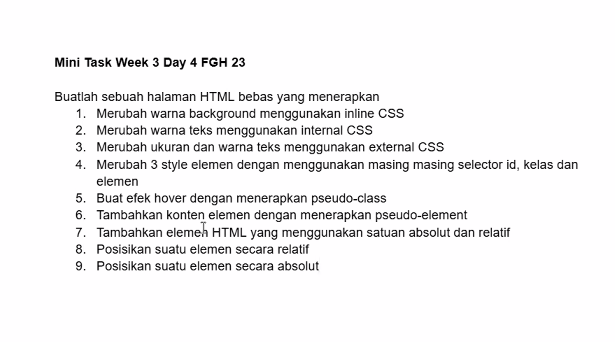 Mini Task Week 3 Day 4 FGH 23
Buatlah sebuah halaman HTML bebas yang menerapkan
1. Merubah warna background menggunakan inline CSS
2. Merubah warna teks menggunakan internal CSS
3. Merubah ukuran dan warna teks menggunakan external CSS
4. Merubah 3 style elemen dengan menggunakan masing masing selector id, kelas dan
elemen
5. Buat efek hover dengan menerapkan pseudo-class
6. Tambahkan konten elemen dengan menerapkan pseudo-element
7. Tambahkan elemen HTML yang menggunakan satuan absolut dan relatif
8. Posisikan suatu elemen secara relatif
9. Posisikan suatu elemen secara absolut